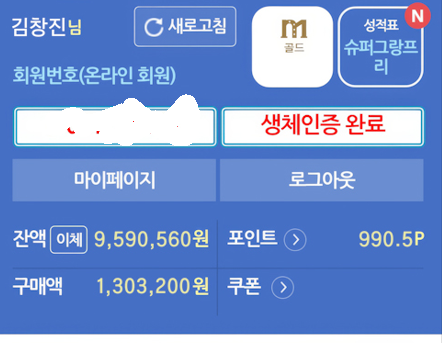 김창진님
새로고침
골드
성적표
N
슈퍼그랑프
리
회원번호(온라인 회원)
생체인증 완료
마이페이지
로그아웃
잔액 이체 9,590,560원
포인트 990.5P
구매액 1,303,200원
쿠폰